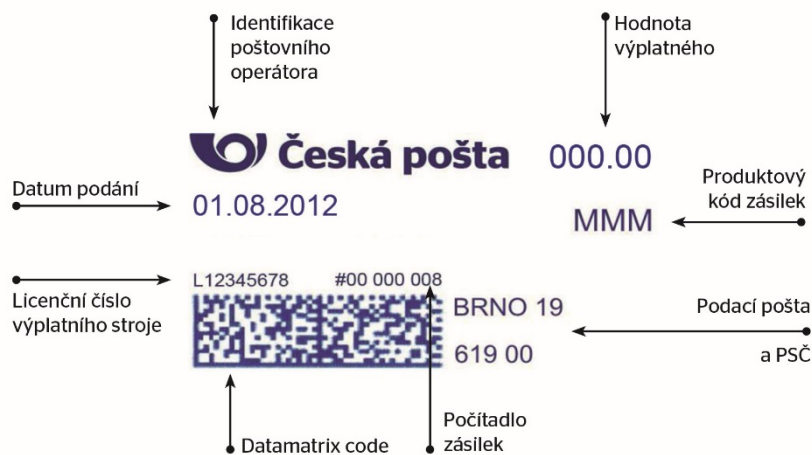 Identifikace
poštovního
operátora
Hodnota
výplatného
Česká pošta
000.00
Datum podání
01.08.2012
Produktový
kód zásilek
MMM
L12345678
#00 000 008
Licenční číslo
výplatního stroje
BRNO 19
619 00
Podací pošta
a PSČ
Datamatrix code
Počítadlo
zásilek